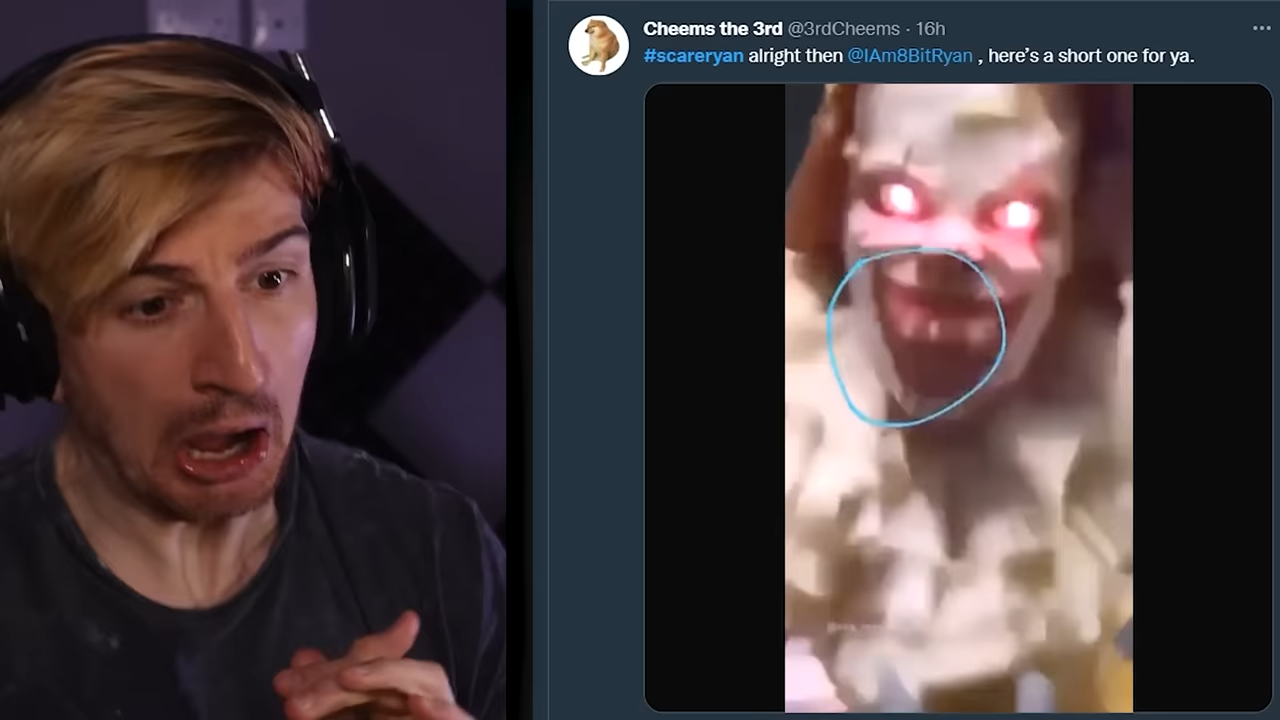 Cheems the 3rd @3rdCheems · 16h
#scareryan alright then @IAm8BitRyan , here’s a short one for ya.